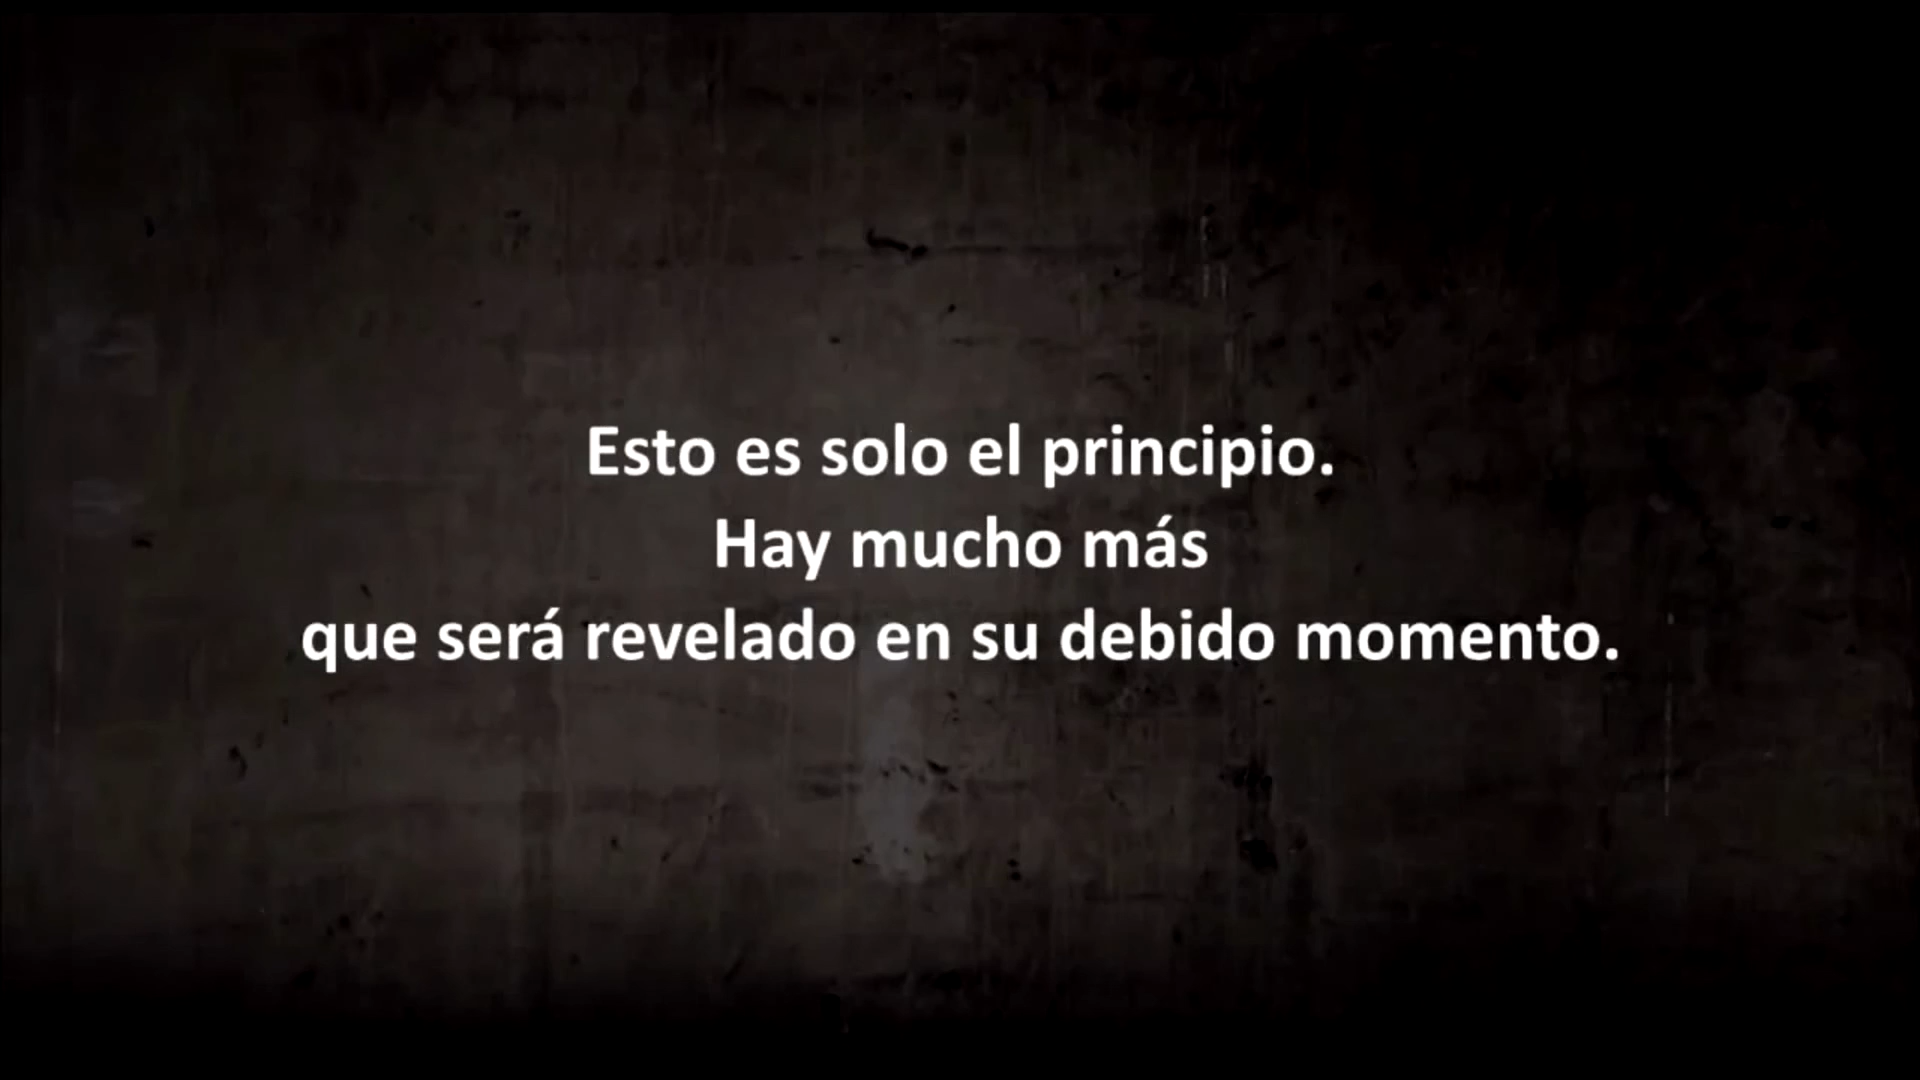 Esto es solo el principio.
Hay mucho más
que será revelado en su debido momento.